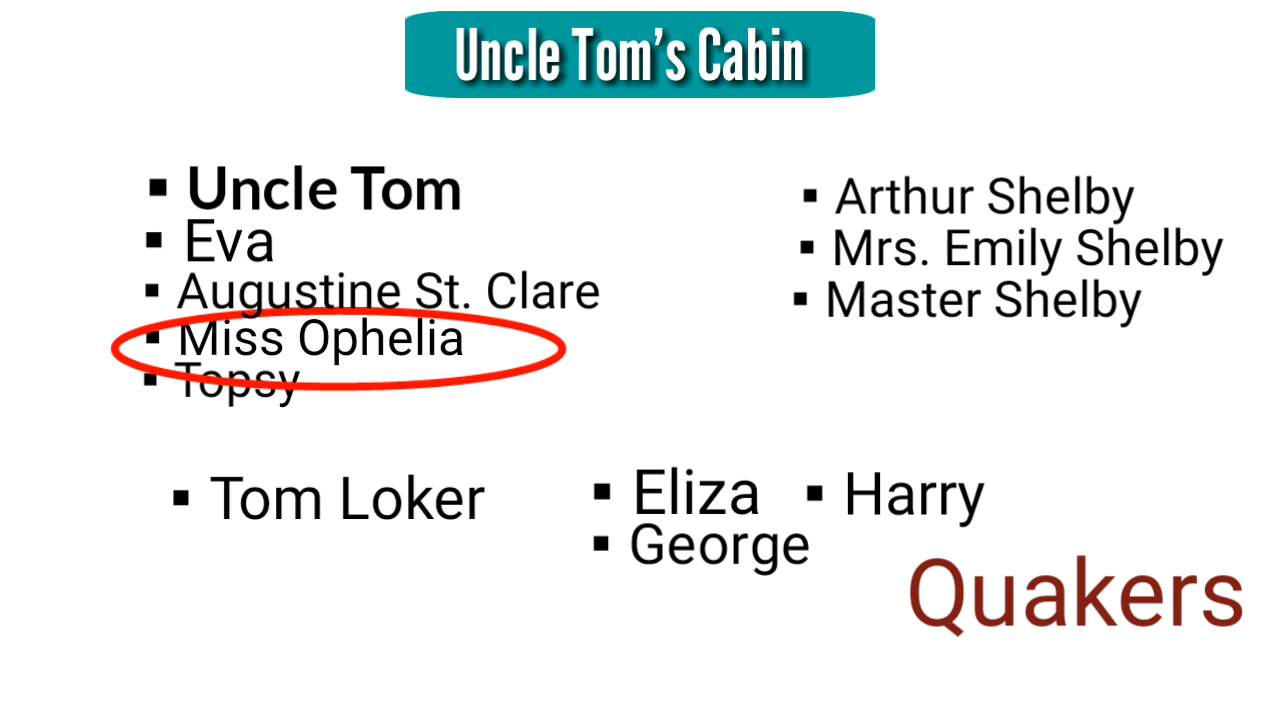 Uncle Tom's Cabin
▪ Uncle Tom
▪ Eva
▪ Augustine St. Clare
▪ Miss Ophelia
▪ Topsy
▪ Arthur Shelby
▪ Mrs. Emily Shelby
▪ Master Shelby
▪ Tom Loker
▪ Eliza ▪ Harry
▪ George
Quakers